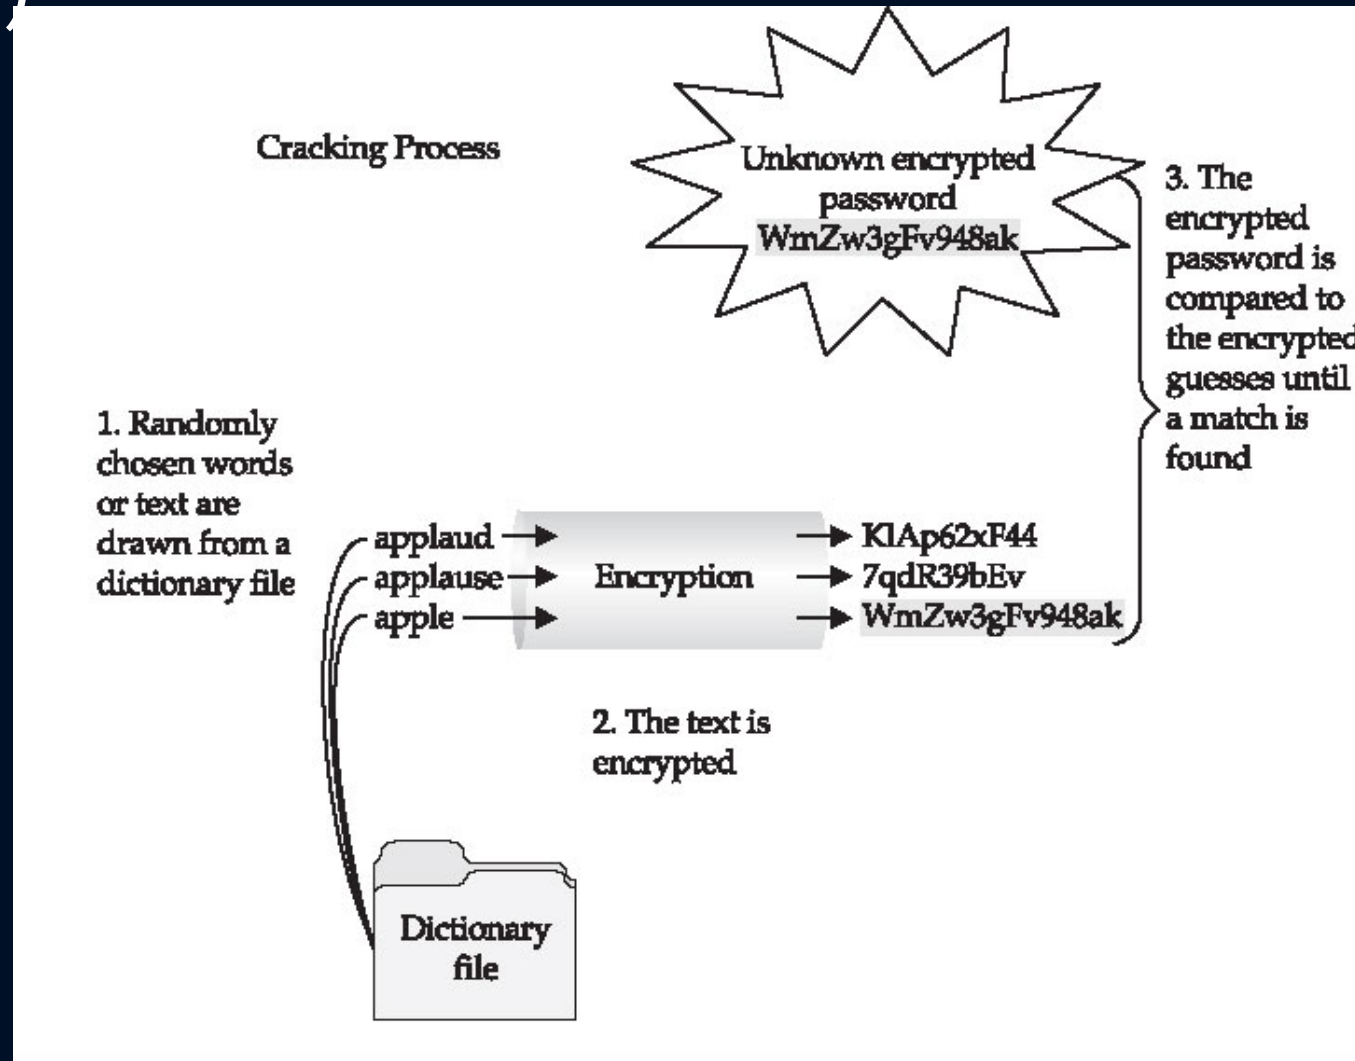 Cracking Process
Unknown encrypted
password
WmZw3gFv948ak
3. The
encrypted
password is
compared to
the encrypted
guesses until
a match is
found
1. Randomly
chosen words
or text are
drawn from a
dictionary file
applaud
applause
apple
Encryption
KlAp62xF44
7qdR39bEv
WmZw3gFv948ak
2. The text is
encrypted
Dictionary
file